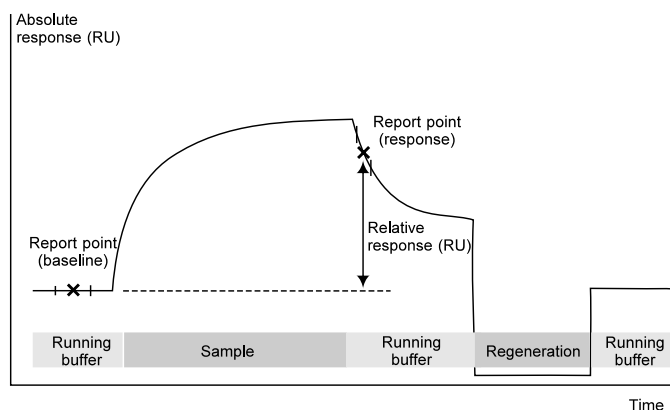 Absolute
response (RU)
Report point
(response)
Relative
response (RU)
Report point
(baseline)
Running
buffer
Sample
Running
buffer
Regeneration
Running
buffer
Time